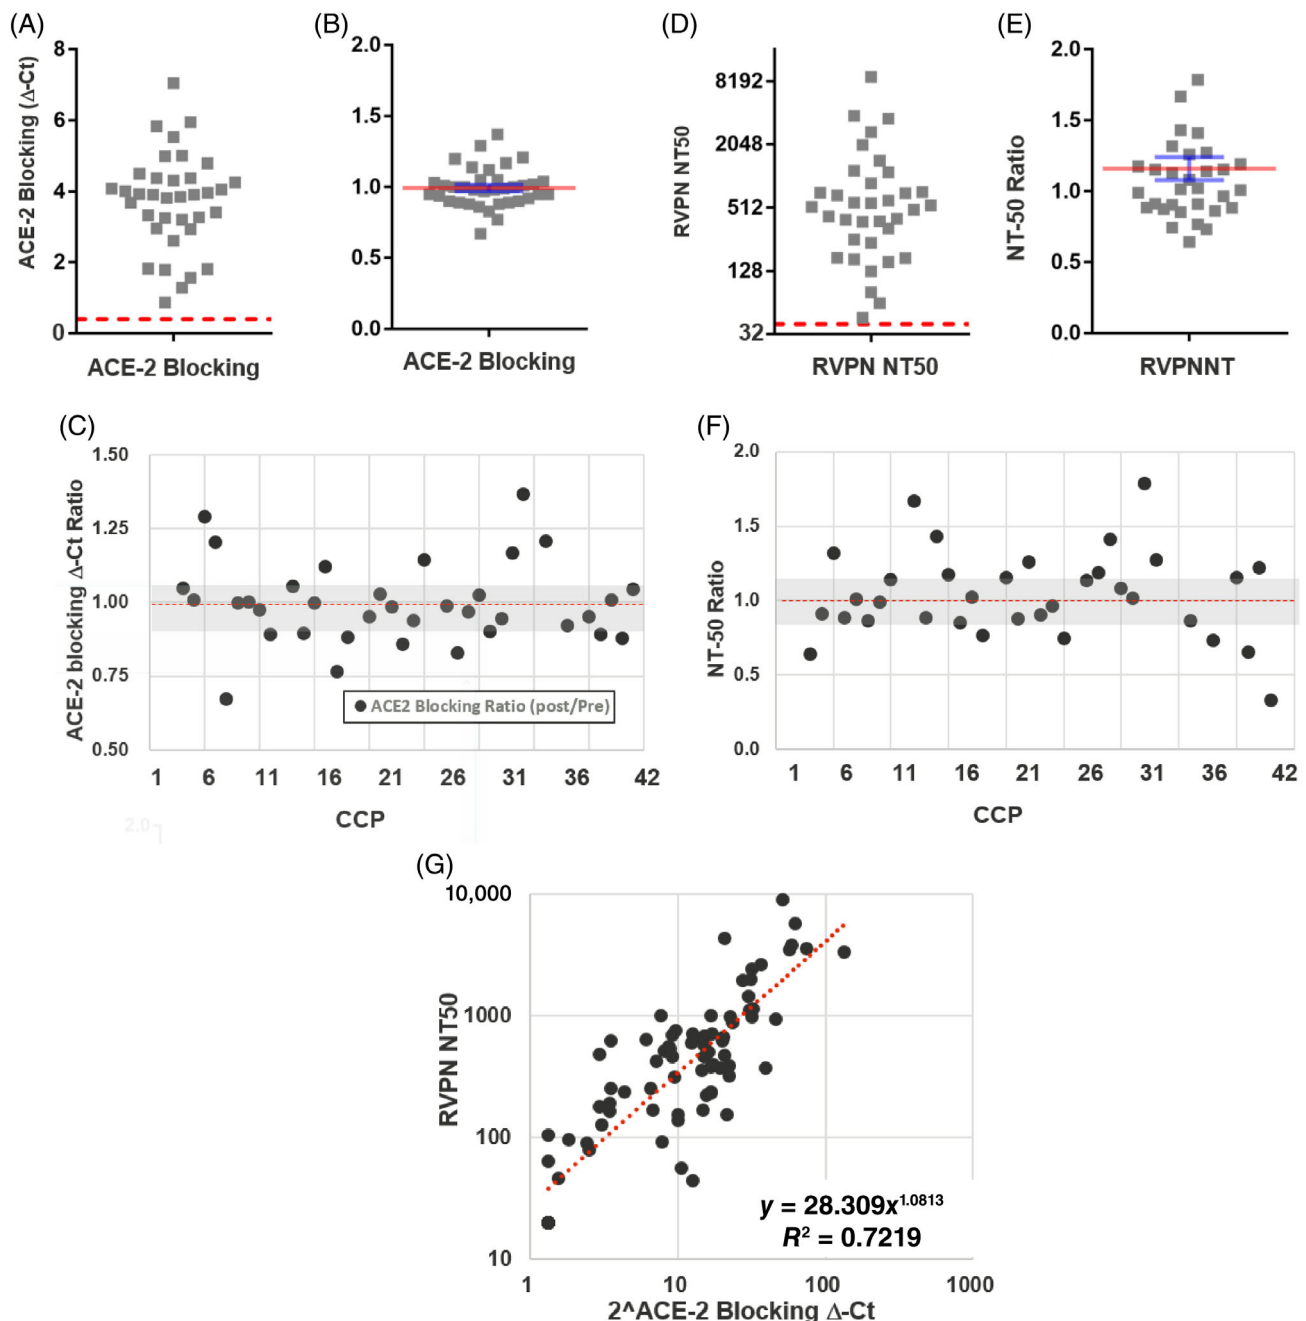 (A)
ACE-2 Blocking (Δ-Ct)
8
6
4
2
0
ACE-2 Blocking
(B)
2.0
1.5
1.0
0.5
0.0
ACE-2 Blocking
(D)
RVPN NT50
8192
2048
512
128
32
RVPN NT50
(E)
NT-50 Ratio
2.0
1.5
1.0
0.5
0.0
RVPNNT
(C)
ACE-2 blocking Δ-Ct Ratio
1.50
1.25
1.00
0.75
0.50
ACE2 Blocking Ratio (post/Pre)
1 6 11 16 21 26 31 36 42
CCP
2.0
(F)
NT-50 Ratio
2.0
1.5
1.0
0.5
0.0
1 6 11 16 21 26 31 36 42
CCP
(G)
RVPN NT50
10,000
1000
100
10
y = 28.309x^1.0813
R² = 0.7219
1 10 100 1000
2^ACE-2 Blocking Δ-Ct